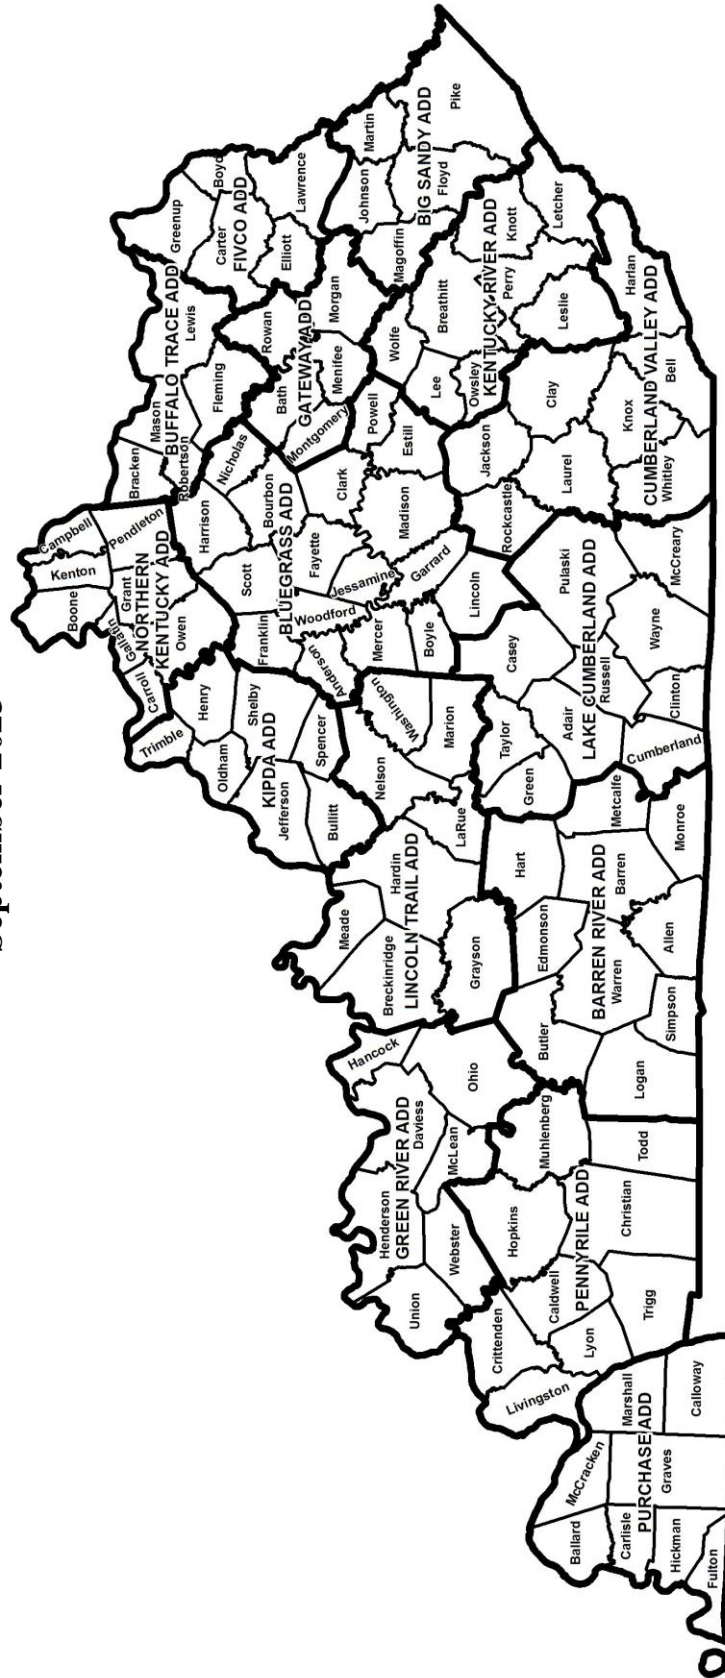 September
Campbell
Kenton
Boone
Pendleton
Grant
Gallatin
NORTHERN
KENTUCKY ADD
Carroll
Owen
Bracken
Mason
BUFFALO TRACE ADD
Robertson
Fleming
Lewis
Greenup
Boyd
Carter
FIVCO ADD
Elliott
Lawrence
Trimble
Henry
Oldham
Shelby
KIPDA ADD
Jefferson
Spencer
Bullitt
Harrison
Nicholas
Scott
Bourbon
Franklin
BLUEGRASS ADD
Fayette
Clark
Woodford
Anderson
Jessamine
Powell
Estill
Madison
Mercer
Garrard
Boyle
Lincoln
Rowan
Bath
GATEWAY ADD
Montgomery
Menifee
Morgan
Johnson
Martin
Magoffin
BIG SANDY ADD
Floyd
Pike
Meade
Breckinridge
Hardin
LINCOLN TRAIL ADD
Nelson
Washington
LaRue
Marion
Grayson
Wolfe
Breathitt
Lee
Owsley
KENTUCKY RIVER ADD
Perry
Knott
Leslie
Letcher
Hancock
Henderson
GREEN RIVER ADD
Daviess
Union
Webster
McLean
Ohio
Casey
Taylor
Green
Pulaski
Adair
LAKE CUMBERLAND ADD
Russell
McCreary
Wayne
Clinton
Cumberland
Jackson
Rockcastle
Clay
Laurel
Knox
CUMBERLAND VALLEY ADD
Whitley
Bell
Harlan
Hart
Edmonson
Butler
Metcalfe
Barren
BARREN RIVER ADD
Warren
Monroe
Allen
Simpson
Logan
Muhlenberg
Hopkins
Crittenden
Caldwell
PENNYRILE ADD
Livingston
Lyon
Todd
Christian
Trigg
McCracken
Ballard
Marshall
PURCHASE ADD
Carlisle
Graves
Calloway
Hickman
Fulton